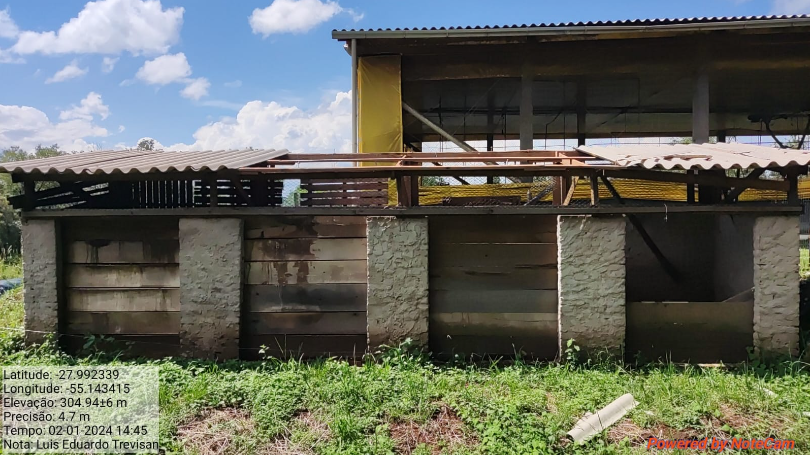 Latitude: -27.992339
Longitude: -55.143415
Elevação: 304.94±6 m
Precisão: 4.7 m
Tempo: 02-01-2024 14:45
Nota: Luis Eduardo Trevisan
Powered by NoteCam